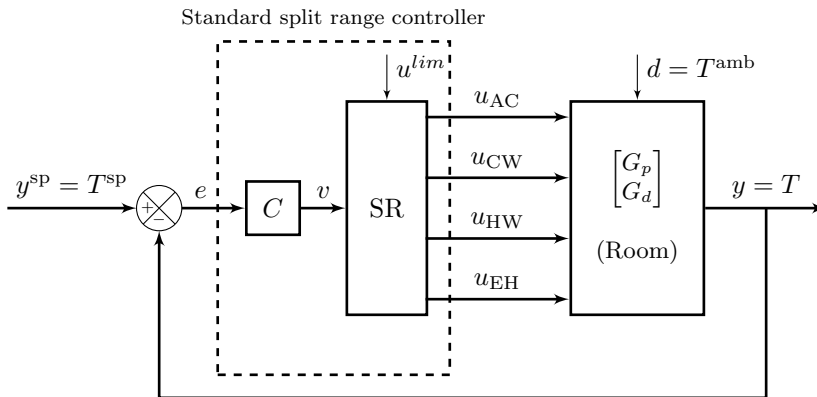 Standard split range controller
u^{lim}
d = T^{amb}
u_{AC}
u_{CW}
u_{HW}
u_{EH}
y^{sp} = T^{sp}
+
−
e
C
v
SR
[G_p
G_d]
(Room)
y = T